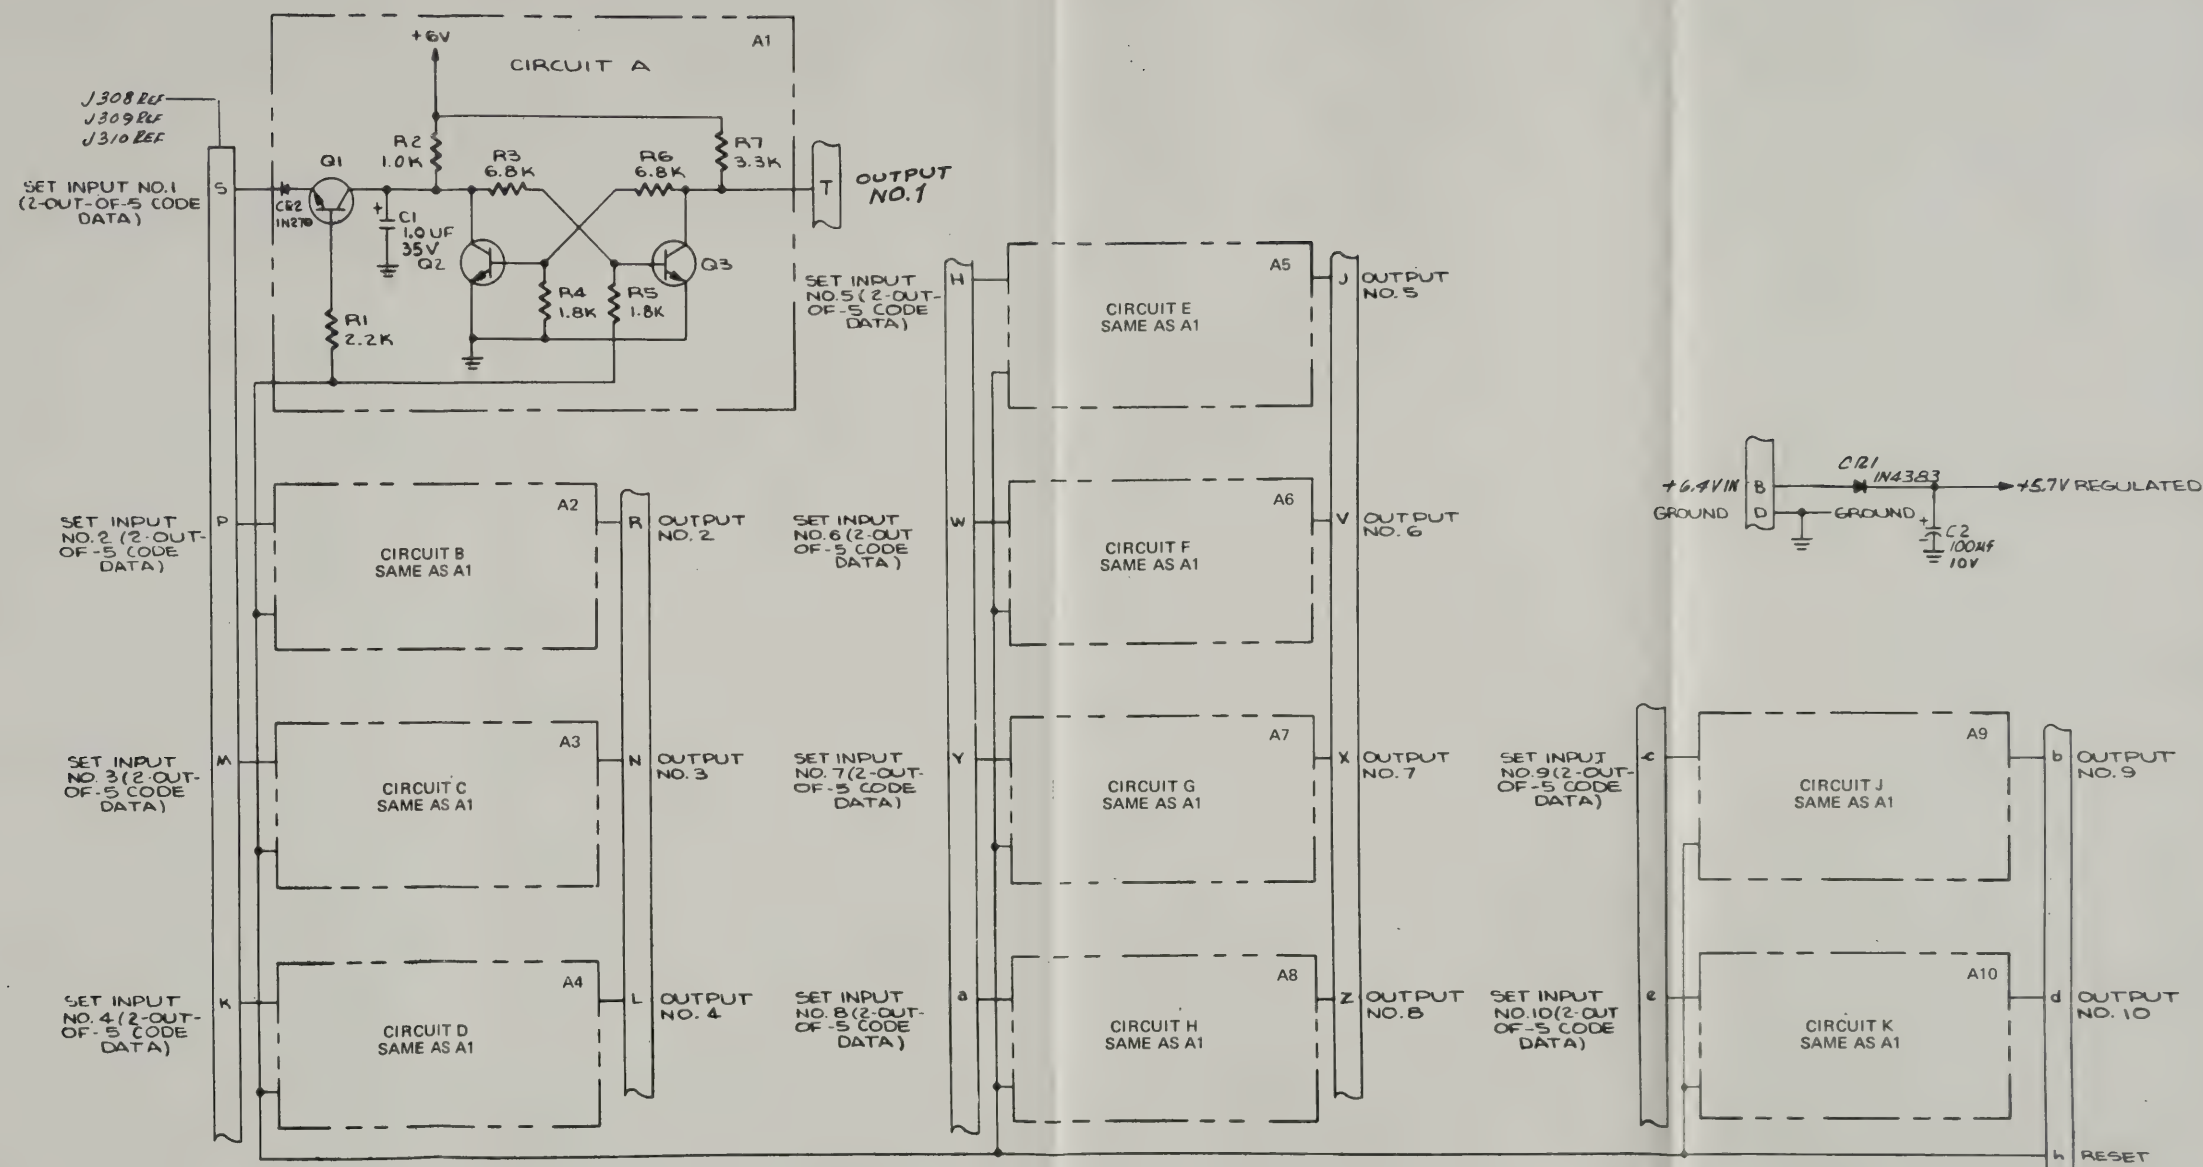 +6V
A1
CIRCUIT A
J308 REF
J309 REF
J310 REF
R2
1.0K
R3
6.8K
R6
6.8K
R7
3.3K
Q1
S
SET INPUT NO.1
(2-OUT-OF-5 CODE
DATA)
CR2
1N270
+
C1
1.0UF
35V
Q2
Q3
T
OUTPUT
NO.1
R4
1.8K
R5
1.8K
R1
2.2K
A2
P
SET INPUT
NO.2 (2-OUT-
OF-5 CODE
DATA)
CIRCUIT B
SAME AS A1
R
OUTPUT
NO.2
A3
M
SET INPUT
NO.3(2-OUT-
OF-5 CODE
DATA)
CIRCUIT C
SAME AS A1
N
OUTPUT
NO.3
A4
K
SET INPUT
NO.4(2-OUT-
OF-5 CODE
DATA)
CIRCUIT D
SAME AS A1
L
OUTPUT
NO.4
A5
H
SET INPUT
NO.5(2-OUT-
OF-5 CODE
DATA)
CIRCUIT E
SAME AS A1
J
OUTPUT
NO.5
A6
W
SET INPUT
NO.6(2-OUT
OF-5 CODE
DATA)
CIRCUIT F
SAME AS A1
V
OUTPUT
NO.6
A7
Y
SET INPUT
NO.7(2-OUT-
OF-5 CODE
DATA)
CIRCUIT G
SAME AS A1
X
OUTPUT
NO.7
A8
a
SET INPUT
NO.8(2-OUT-
OF-5 CODE
DATA)
CIRCUIT H
SAME AS A1
Z
OUTPUT
NO.8
CR1
1N4383
+6.4V IN
B
+5.7V REGULATED
GROUND
D
GROUND
+
-
C2
100µf
10V
A9
c
SET INPUT
NO.9(2-OUT-
OF-5 CODE
DATA)
CIRCUIT J
SAME AS A1
b
OUTPUT
NO.9
A10
e
SET INPUT
NO.10(2-OUT
OF-5 CODE
DATA)
CIRCUIT K
SAME AS A1
d
OUTPUT
NO.10
h
RESET